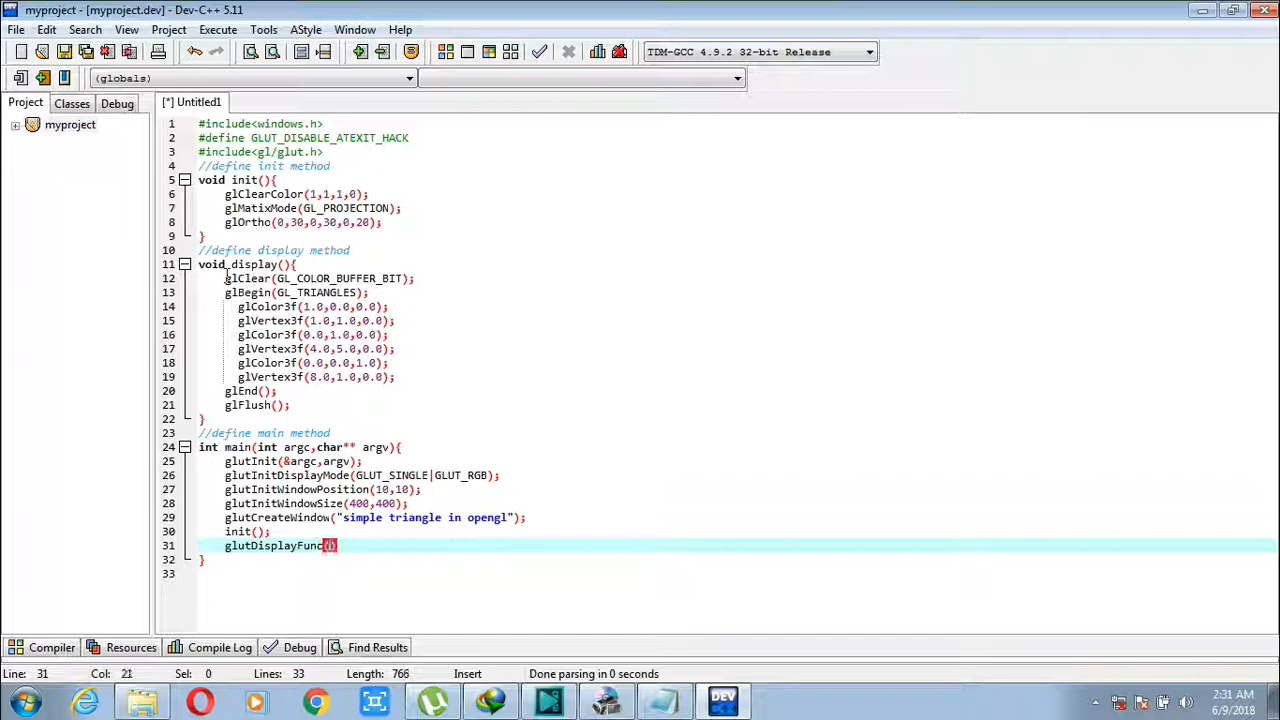 myproject - [myproject.dev] - Dev-C++ 5.11
File Edit Search View Project Execute Tools AStyle Window Help
TDM-GCC 4.9.2 32-bit Release
(globals)
Project Classes Debug [*] Untitled1
myproject
1 #include<windows.h>
2 #define GLUT_DISABLE_ATEXIT_HACK
3 #include<gl/glut.h>
4 //define init method
5 void init(){
6 glClearColor(1,1,1,0);
7 glMatixMode(GL_PROJECTION);
8 glOrtho(0,30,0,30,0,20);
9 }
10 //define display method
11 void display(){
12 glClear(GL_COLOR_BUFFER_BIT);
13 glBegin(GL_TRIANGLES);
14 glColor3f(1.0,0.0,0.0);
15 glVertex3f(1.0,1.0,0.0);
16 glColor3f(0.0,1.0,0.0);
17 glVertex3f(4.0,5.0,0.0);
18 glColor3f(0.0,0.0,1.0);
19 glVertex3f(8.0,1.0,0.0);
20 glEnd();
21 glFlush();
22 }
23 //define main method
24 int main(int argc,char** argv){
25 glutInit(&argc,argv);
26 glutInitDisplayMode(GLUT_SINGLE|GLUT_RGB);
27 glutInitWindowPosition(10,10);
28 glutInitWindowSize(400,400);
29 glutCreateWindow("simple triangle in opengl");
30 init();
31 glutDisplayFunc()
32 }
33
Compiler Resources Compile Log Debug Find Results
Line: 31 Col: 21 Sel: 0 Lines: 33 Length: 766 Insert Done parsing in 0 seconds
DEV
2:31 AM
6/9/2018